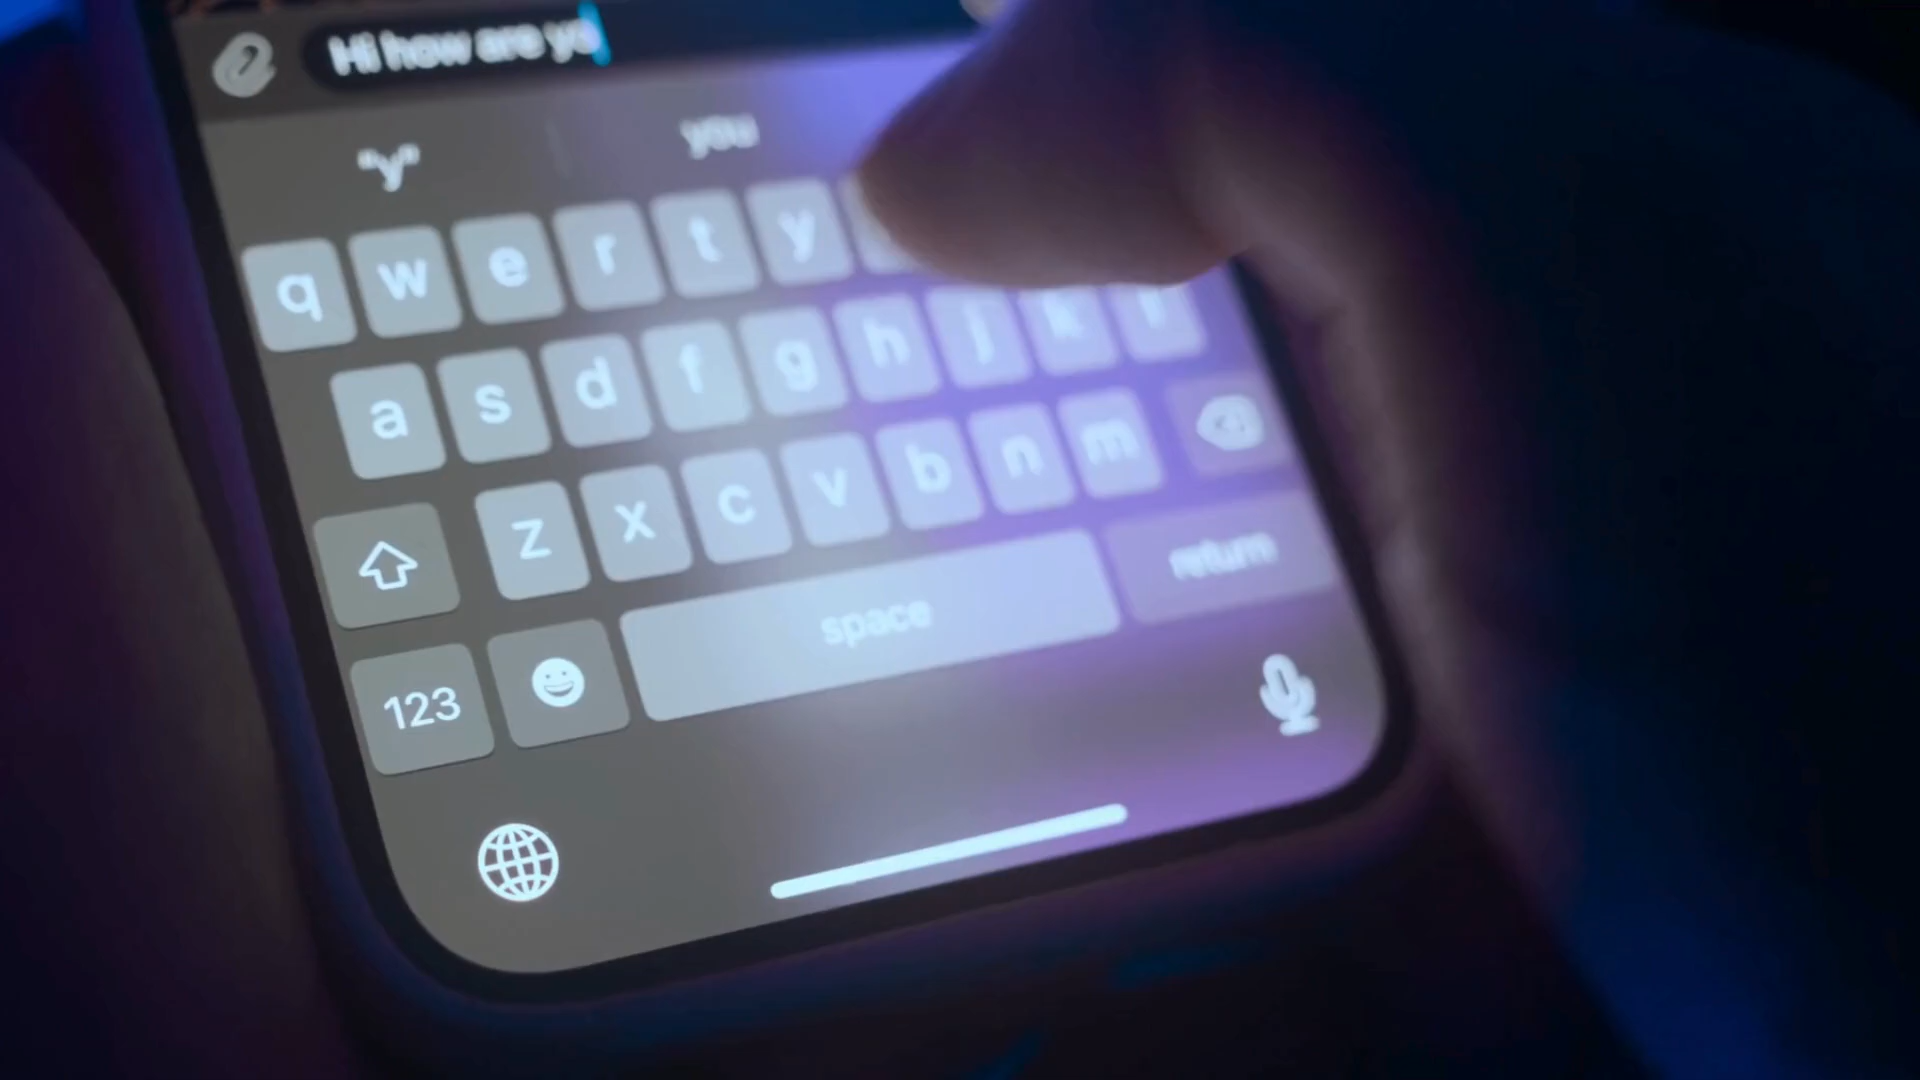 Hi how are yo
"y" you
q w e r t y
a s d f g h j k l
z x c v b n m
123 space return